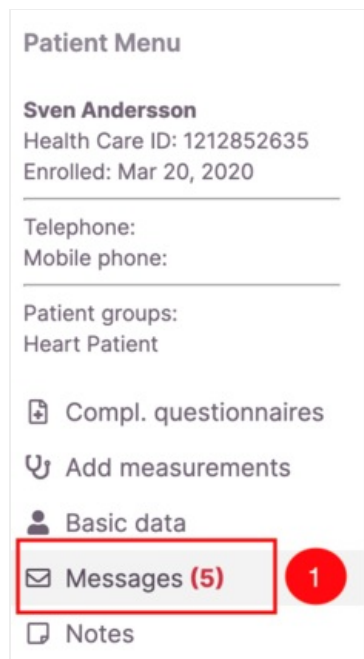 Patient Menu
Sven Andersson
Health Care ID: 1212852635
Enrolled: Mar 20, 2020
Telephone:
Mobile phone:
Patient groups:
Heart Patient
Compl. questionnaires
Add measurements
Basic data
Messages (5)
1
Notes